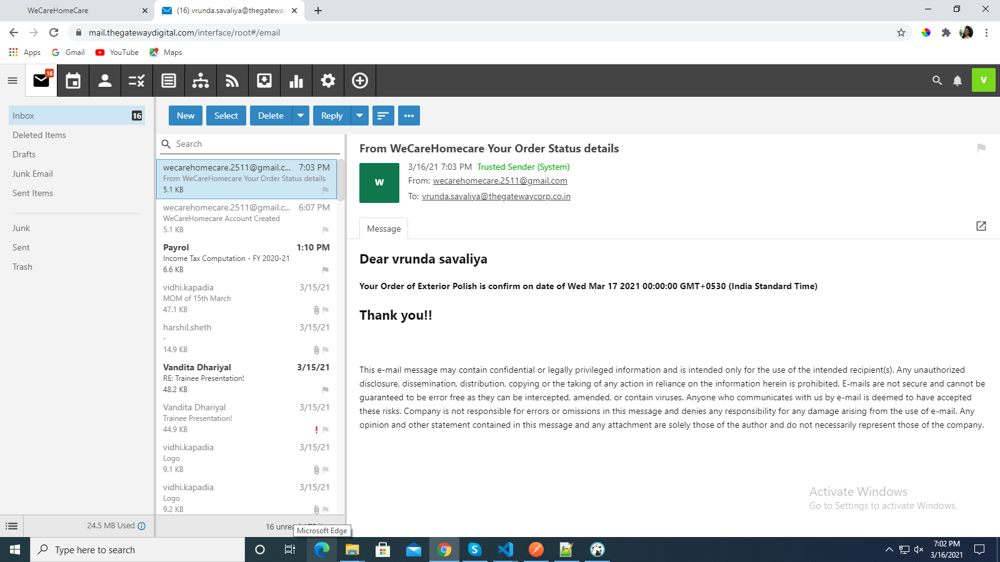 WeCareHomeCare
(16) vrunda.savaliya@thegateway
mail.thegatewaydigital.com/interface/root#/email
Apps
Gmail
YouTube
Maps
16
V
Inbox
16
Deleted Items
Drafts
Junk Email
Sent Items
Junk
Sent
Trash
24.5 MB Used
New
Select
Delete
Reply
Search
wecarehomecare.2511@gmail.c... 7:03 PM
From WeCareHomecare Your Order Status details
5.1 KB
wecarehomecare.2511@gmail.c... 6:07 PM
WeCareHomecare Account Created
5.1 KB
Payrol 1:10 PM
Income Tax Computation - FY 2020-21
6.6 KB
vidhi.kapadia 3/15/21
MOM of 15th March
47.1 KB
harshil.sheth 3/15/21
-
14.9 KB
Vandita Dhariyal 3/15/21
RE: Trainee Presentation!
48.2 KB
Vandita Dhariyal 3/15/21
Trainee Presentation!
44.9 KB !
vidhi.kapadia 3/15/21
Logo
9.1 KB
vidhi.kapadia 3/15/21
Logo
9.2 KB
16
Microsoft Edge
From WeCareHomecare Your Order Status details
w
3/16/21 7:03 PM Trusted Sender (System)
From: wecarehomecare.2511@gmail.com
To: vrunda.savaliya@thegatewaycorp.co.in
Message
Dear vrunda savaliya
Your Order of Exterior Polish is confirm on date of Wed Mar 17 2021 00:00:00 GMT+0530 (India Standard Time)
Thank you!!
This e-mail message may contain confidential or legally privileged information and is intended only for the use of the intended recipient(s). Any unauthorized
disclosure, dissemination, distribution, copying or the taking of any action in reliance on the information herein is prohibited. E-mails are not secure and cannot be
guaranteed to be error free as they can be intercepted, amended, or contain viruses. Anyone who communicates with us by e-mail is deemed to have accepted
these risks. Company is not responsible for errors or omissions in this message and denies any responsibility for any damage arising from the use of e-mail. Any
opinion and other statement contained in this message and any attachment are solely those of the author and do not necessarily represent those of the company.
Activate Windows
Go to Settings to activate Windows.
Type here to search
7:02 PM
3/16/2021